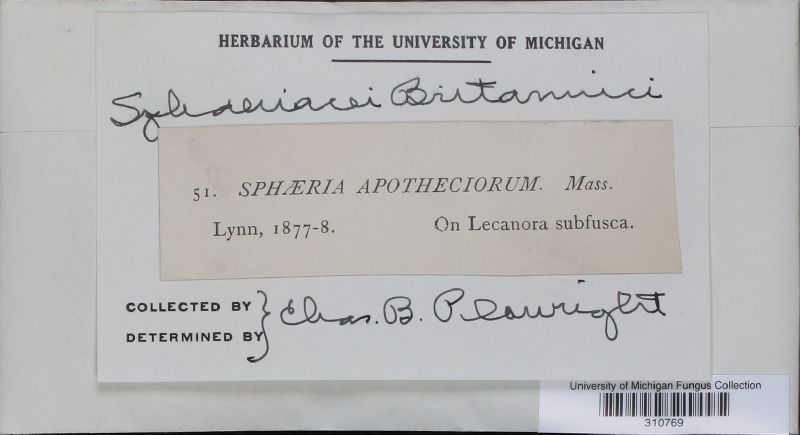 HERBARIUM OF THE UNIVERSITY OF MICHIGAN
Sphaeriacei Britannici
51. SPHÆRIA APOTHECIORUM. Mass.
Lynn, 1877-8. On Lecanora subfusca.
COLLECTED BY } Chas. B. Plowright
DETERMINED BY
University of Michigan Fungus Collection
310769